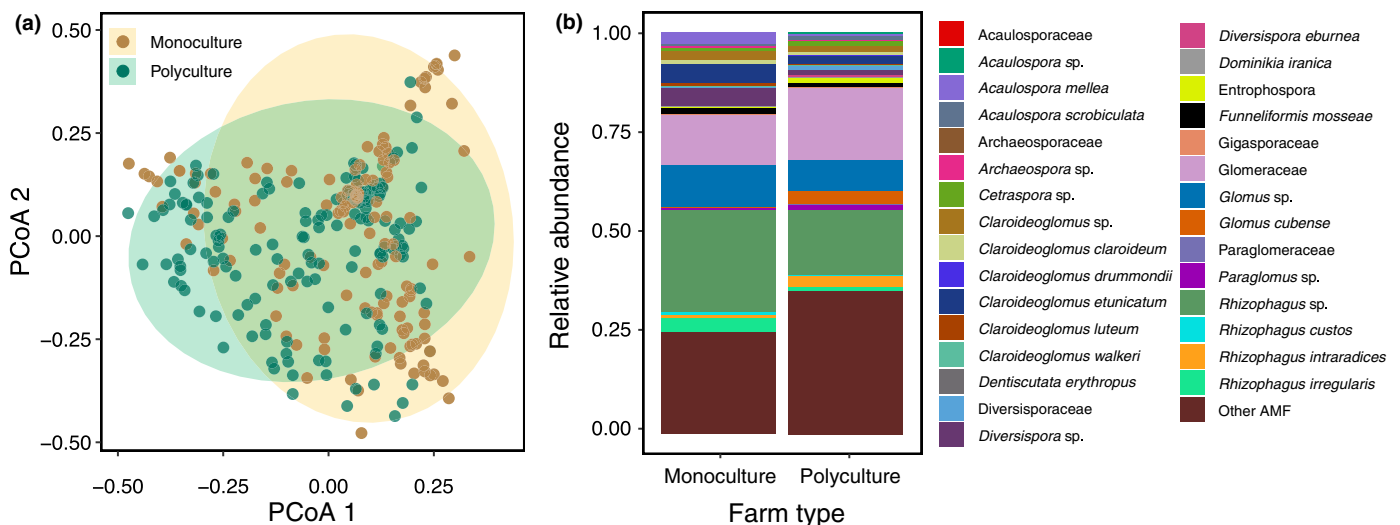 (a)
0.50
0.25
0.00
−0.25
−0.50
PCoA 2
Monoculture
Polyculture
−0.50
−0.25
0.00
0.25
PCoA 1
(b)
1.00
0.75
0.50
0.25
0.00
Relative abundance
Monoculture
Polyculture
Farm type
Acaulosporaceae
Acaulospora sp.
Acaulospora mellea
Acaulospora scrobiculata
Archaeosporaceae
Archaeospora sp.
Cetraspora sp.
Claroideoglomus sp.
Claroideoglomus claroideum
Claroideoglomus drummondii
Claroideoglomus etunicatum
Claroideoglomus luteum
Claroideoglomus walkeri
Dentiscutata erythropus
Diversisporaceae
Diversispora sp.
Diversispora eburnea
Dominikia iranica
Entrophospora
Funneliformis mosseae
Gigasporaceae
Glomeraceae
Glomus sp.
Glomus cubense
Paraglomeraceae
Paraglomus sp.
Rhizophagus sp.
Rhizophagus custos
Rhizophagus intraradices
Rhizophagus irregularis
Other AMF